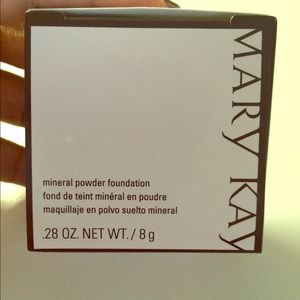 MARY KAY
mineral powder foundation
fond de teint minéral en poudre
maquillaje en polvo suelto mineral
.28 OZ. NET WT. / 8 g